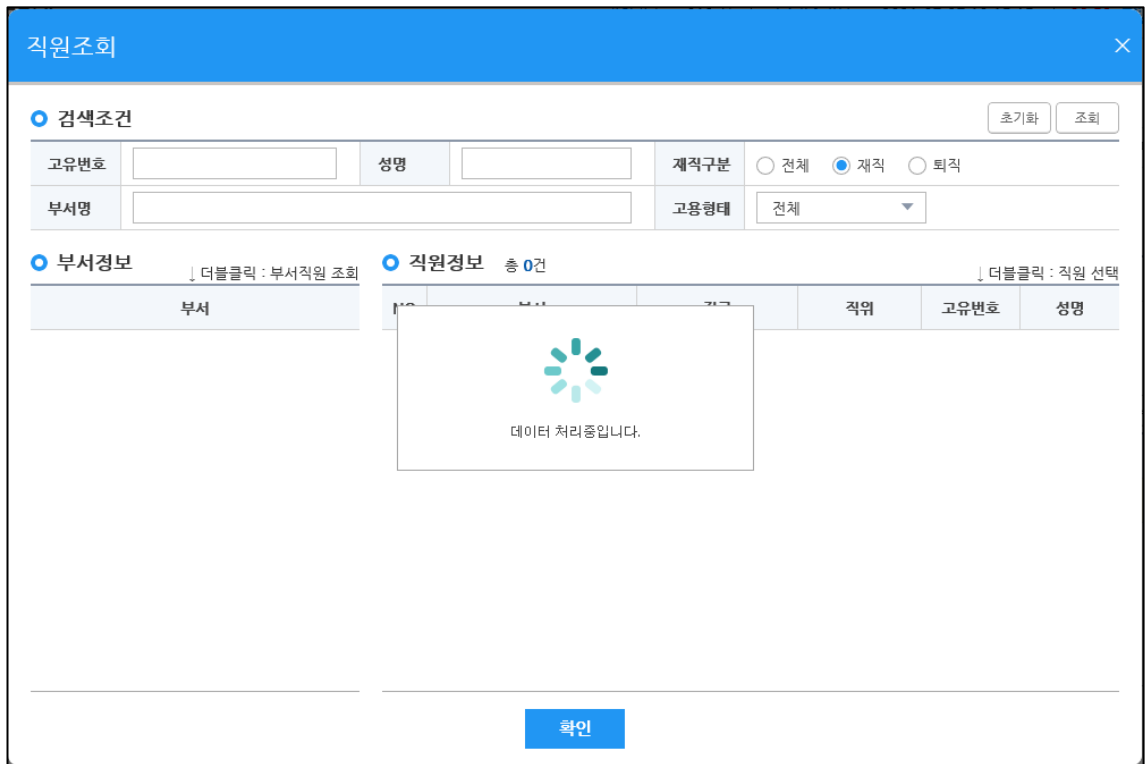 직원조회
검색조건 초기화 조회
고유번호 성명 재직구분 전체 재직 퇴직
부서명 고용형태 전체
부서정보 ↓더블클릭 : 부서직원 조회 직원정보 총 0건 ↓더블클릭 : 직원 선택
부서 직위 고유번호 성명
데이터 처리중입니다.
확인